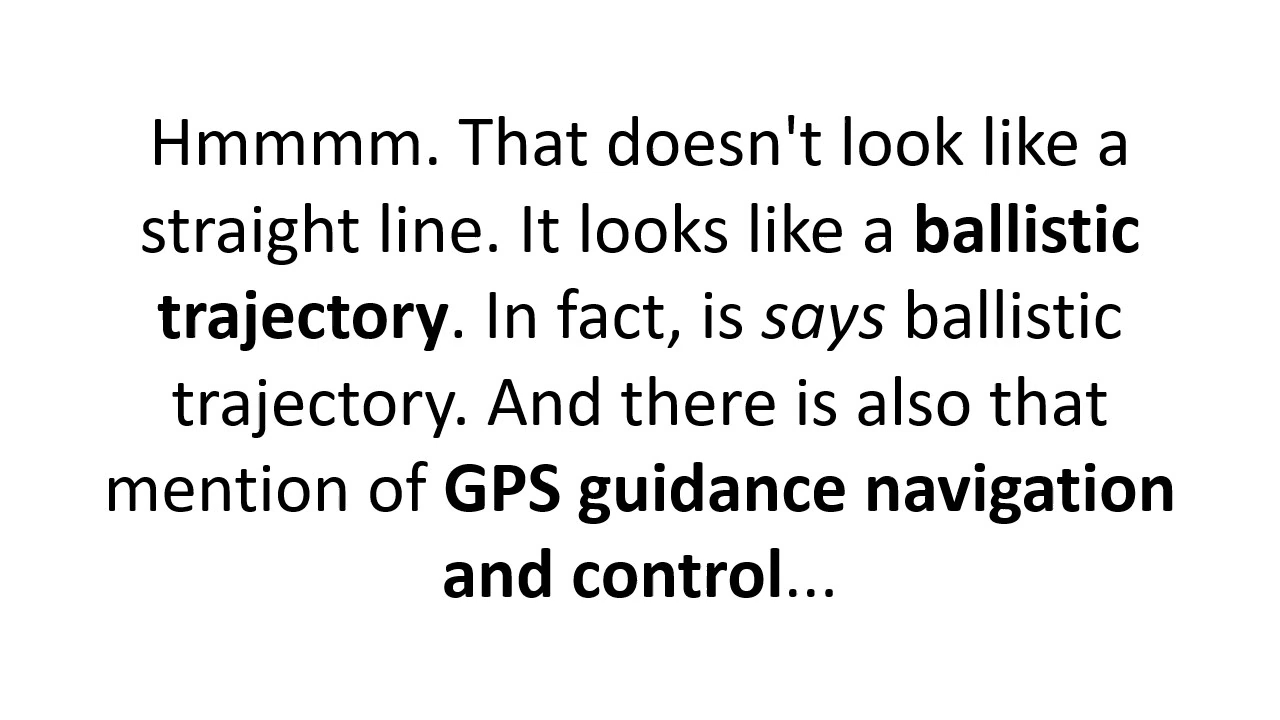 Hmmmm. That doesn't look like a
straight line. It looks like a ballistic
trajectory. In fact, is says ballistic
trajectory. And there is also that
mention of GPS guidance navigation
and control...